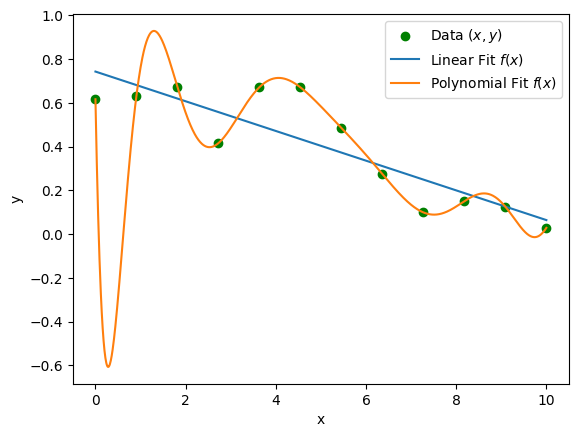 Data (x, y)
Linear Fit f(x)
Polynomial Fit f(x)
1.0
0.8
0.6
0.4
0.2
0.0
−0.2
−0.4
−0.6
y
0 2 4 6 8 10
x